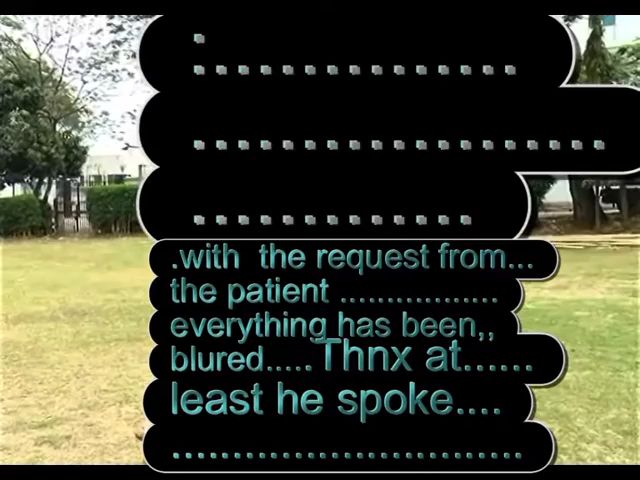 .
...............
...................
.............
.with  the request from...
the patient .................
everything has been,,
blured.....Thnx at......
least he spoke....
.............................